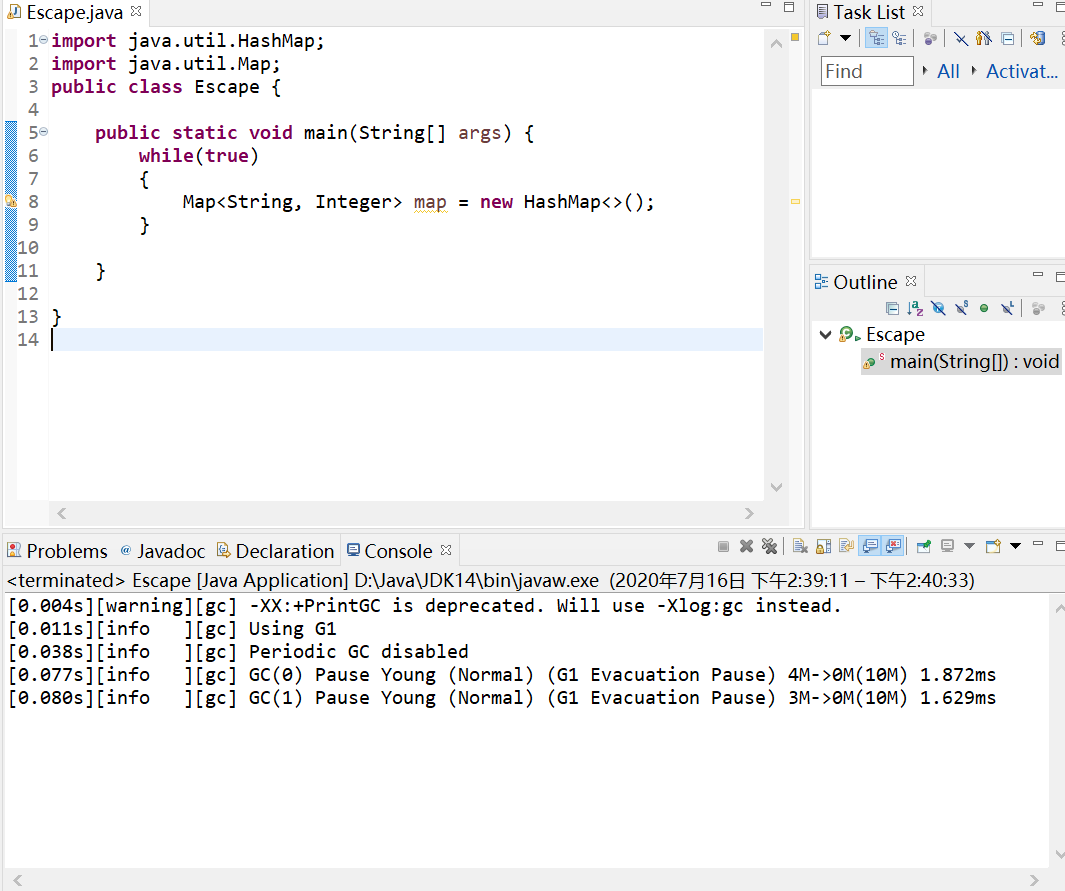 Escape.java
1 import java.util.HashMap;
2 import java.util.Map;
3 public class Escape {
4
5 public static void main(String[] args) {
6 while(true)
7 {
8 Map<String, Integer> map = new HashMap<>();
9 }
10
11 }
12
13 }
14
Task List
Find All Activat...
Outline
Escape
main(String[]) : void
Problems @ Javadoc Declaration Console
<terminated> Escape [Java Application] D:\Java\JDK14\bin\javaw.exe (2020年7月16日 下午2:39:11 – 下午2:40:33)
[0.004s][warning][gc] -XX:+PrintGC is deprecated. Will use -Xlog:gc instead.
[0.011s][info   ][gc] Using G1
[0.038s][info   ][gc] Periodic GC disabled
[0.077s][info   ][gc] GC(0) Pause Young (Normal) (G1 Evacuation Pause) 4M->0M(10M) 1.872ms
[0.080s][info   ][gc] GC(1) Pause Young (Normal) (G1 Evacuation Pause) 3M->0M(10M) 1.629ms